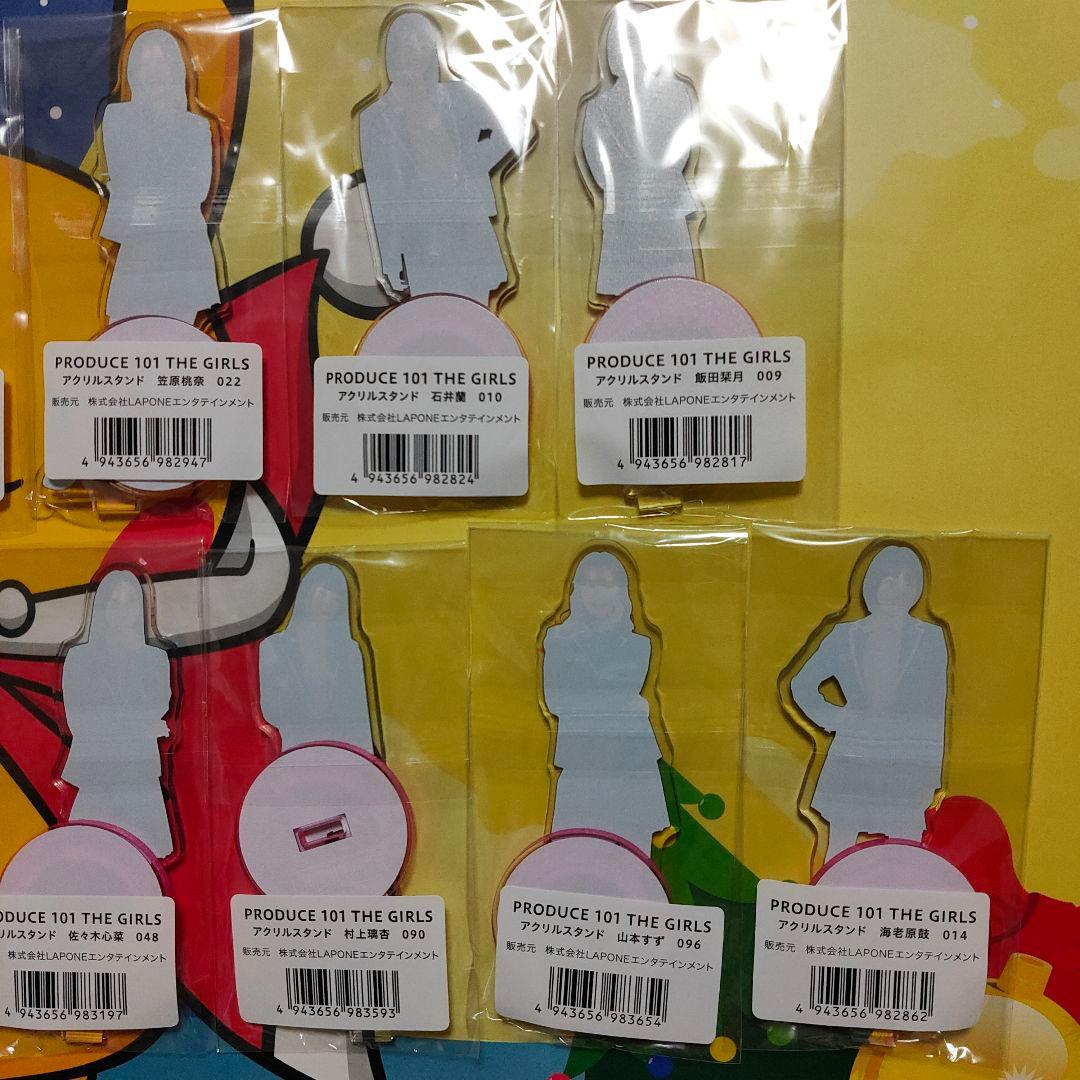 PRODUCE 101 THE GIRLS
アクリルスタンド 笠原桃奈 022
販売元 株式会社LAPONEエンタテインメント
4 943656 982947
PRODUCE 101 THE GIRLS
アクリルスタンド 石井蘭 010
販売元 株式会社LAPONEエンタテインメント
4 943656 982824
PRODUCE 101 THE GIRLS
アクリルスタンド 飯田栞月 009
販売元 株式会社LAPONEエンタテインメント
4 943656 982817
ODUCE 101 THE GIRLS
リルスタンド 佐々木心菜 048
株式会社LAPONEエンタテインメント
4 943656 983197
PRODUCE 101 THE GIRLS
アクリルスタンド 村上璃杏 090
販売元 株式会社LAPONEエンタテインメント
4 943656 983593
PRODUCE 101 THE GIRLS
アクリルスタンド 山本すず 096
販売元 株式会社LAPONEエンタテインメント
4 943656 983654
PRODUCE 101 THE GIRLS
アクリルスタンド 海老原鼓 014
販売元 株式会社LAPONEエンタテインメント
4 943656 982862